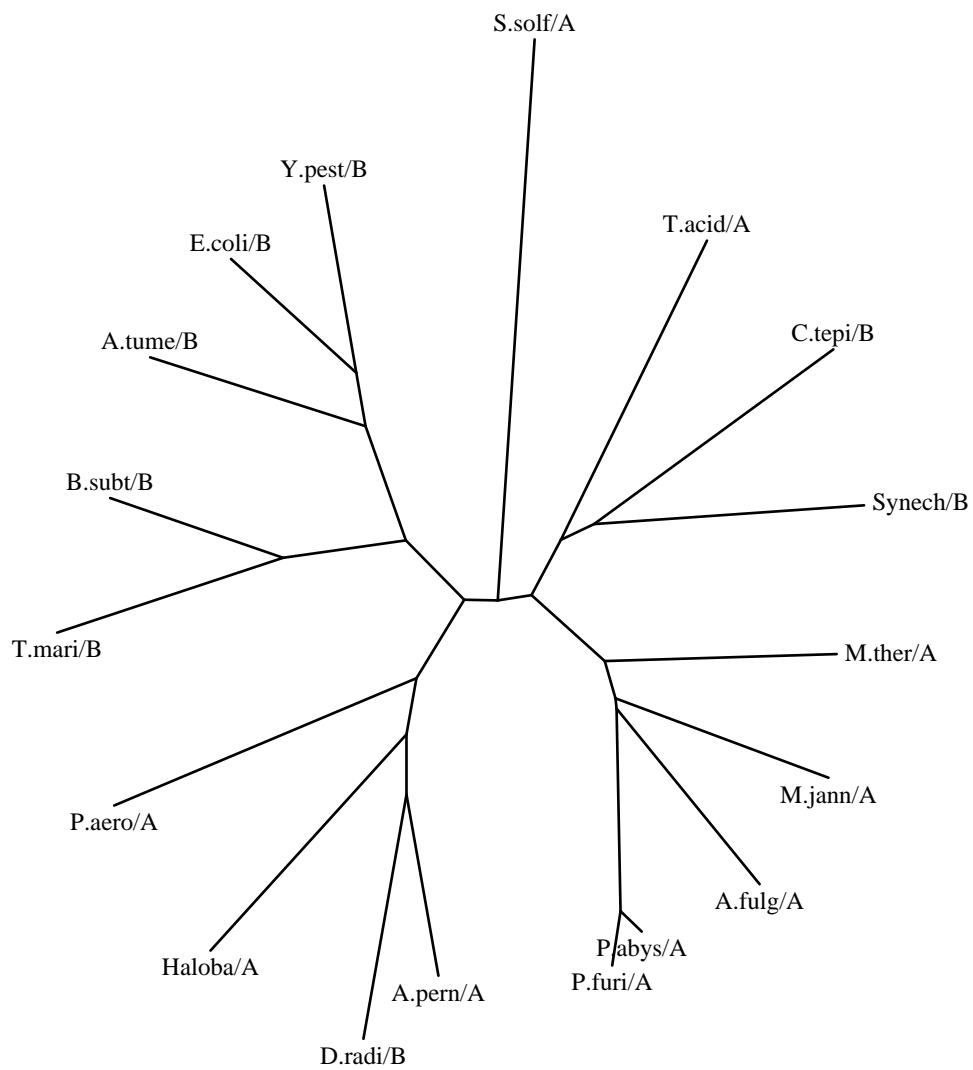 S.solf/A
Y.pest/B
T.acid/A
E.coli/B
C.tepi/B
A.tume/B
B.subt/B
Synech/B
T.mari/B
M.ther/A
M.jann/A
P.aero/A
A.fulg/A
P.abys/A
Haloba/A
P.furi/A
A.pern/A
D.radi/B